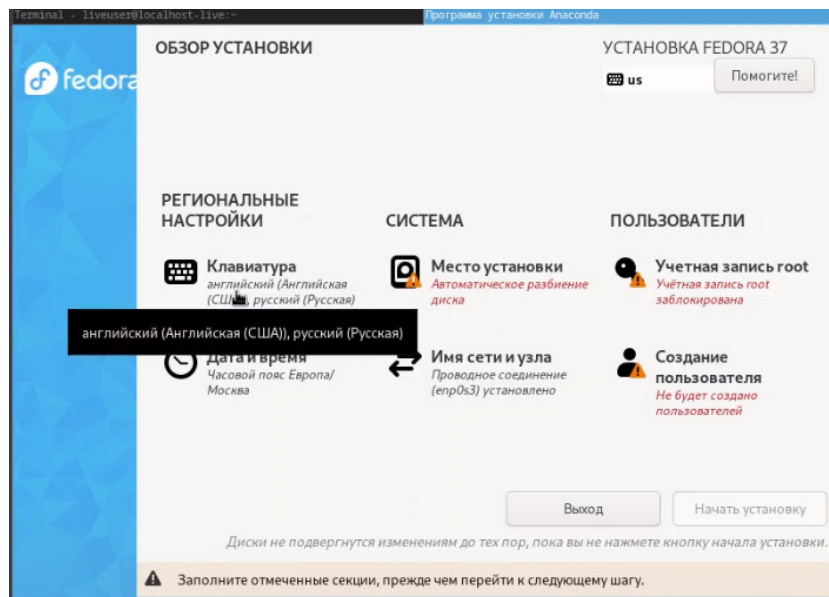 Terminal - liveuser@localhost-live:~
Программа установки Anaconda
ОБЗОР УСТАНОВКИ
УСТАНОВКА FEDORA 37
fedora
us
Помогите!
РЕГИОНАЛЬНЫЕ
НАСТРОЙКИ
СИСТЕМА
ПОЛЬЗОВАТЕЛИ
Клавиатура
английский (Английская
(США)), русский (Русская)
Место установки
Автоматическое разбиение
диска
Учетная запись root
Учётная запись root
заблокирована
английский (Английская (США)), русский (Русская)
Дата и время
Часовой пояс Европа/
Москва
Имя сети и узла
Проводное соединение
(enp0s3) установлено
Создание
пользователя
Не будет создано
пользователей
Выход
Начать установку
Диски не подвергнутся изменениям до тех пор, пока вы не нажмете кнопку начала установки.
Заполните отмеченные секции, прежде чем перейти к следующему шагу.